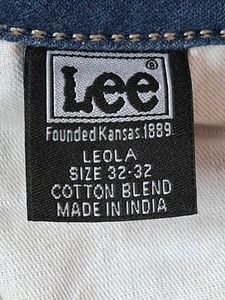 Lee®
Founded Kansas.1889.
LEOLA
SIZE 32-32
COTTON BLEND
MADE IN INDIA